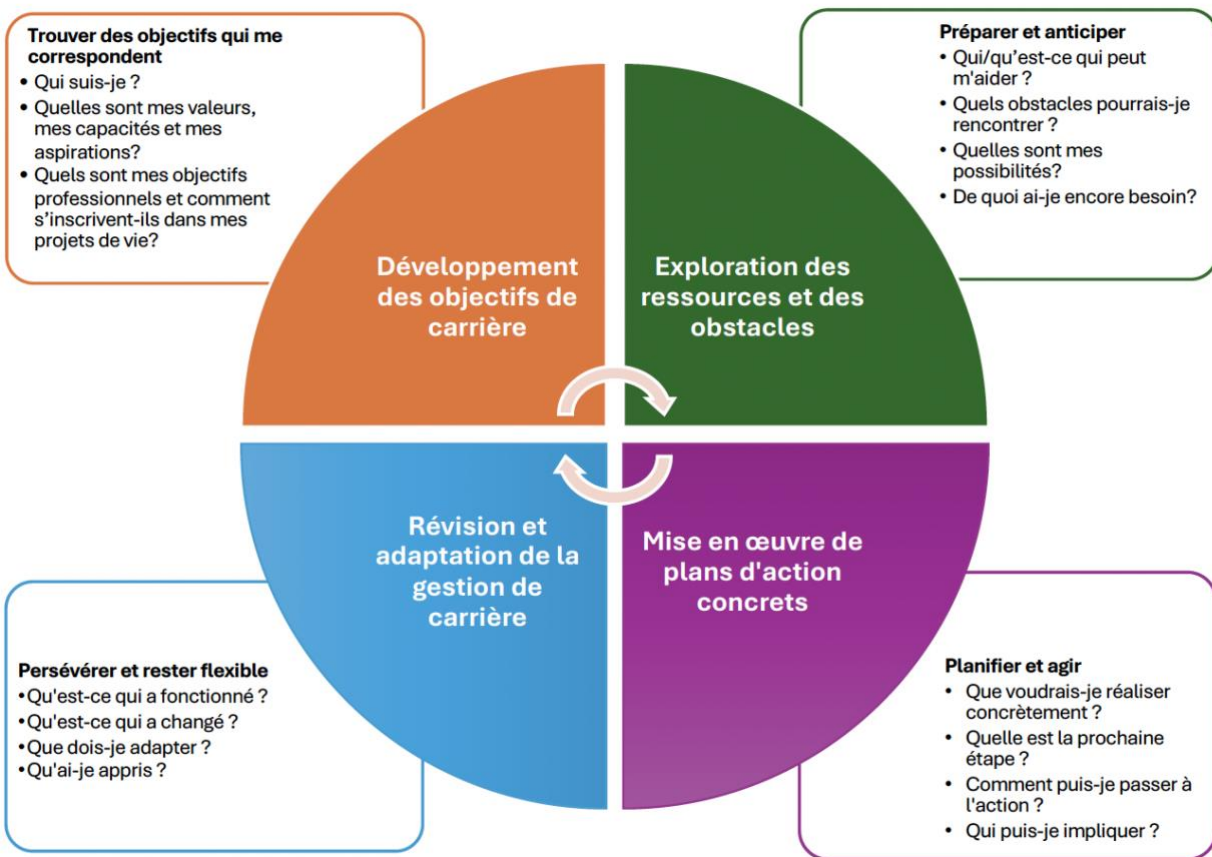 Trouver des objectifs qui me
correspondent
• Qui suis-je ?
• Quelles sont mes valeurs,
mes capacités et mes
aspirations?
• Quels sont mes objectifs
professionnels et comment
s’inscrivent-ils dans mes
projets de vie?
Préparer et anticiper
• Qui/qu’est-ce qui peut
m'aider ?
• Quels obstacles pourrais-je
rencontrer ?
• Quelles sont mes
possibilités?
• De quoi ai-je encore besoin?
Développement
des objectifs de
carrière
Exploration des
ressources et des
obstacles
Révision et
adaptation de la
gestion de
carrière
Mise en œuvre de
plans d'action
concrets
Persévérer et rester flexible
• Qu'est-ce qui a fonctionné ?
• Qu'est-ce qui a changé ?
• Que dois-je adapter ?
• Qu'ai-je appris ?
Planifier et agir
• Que voudrais-je réaliser
concrètement ?
• Quelle est la prochaine
étape ?
• Comment puis-je passer à
l'action ?
• Qui puis-je impliquer ?